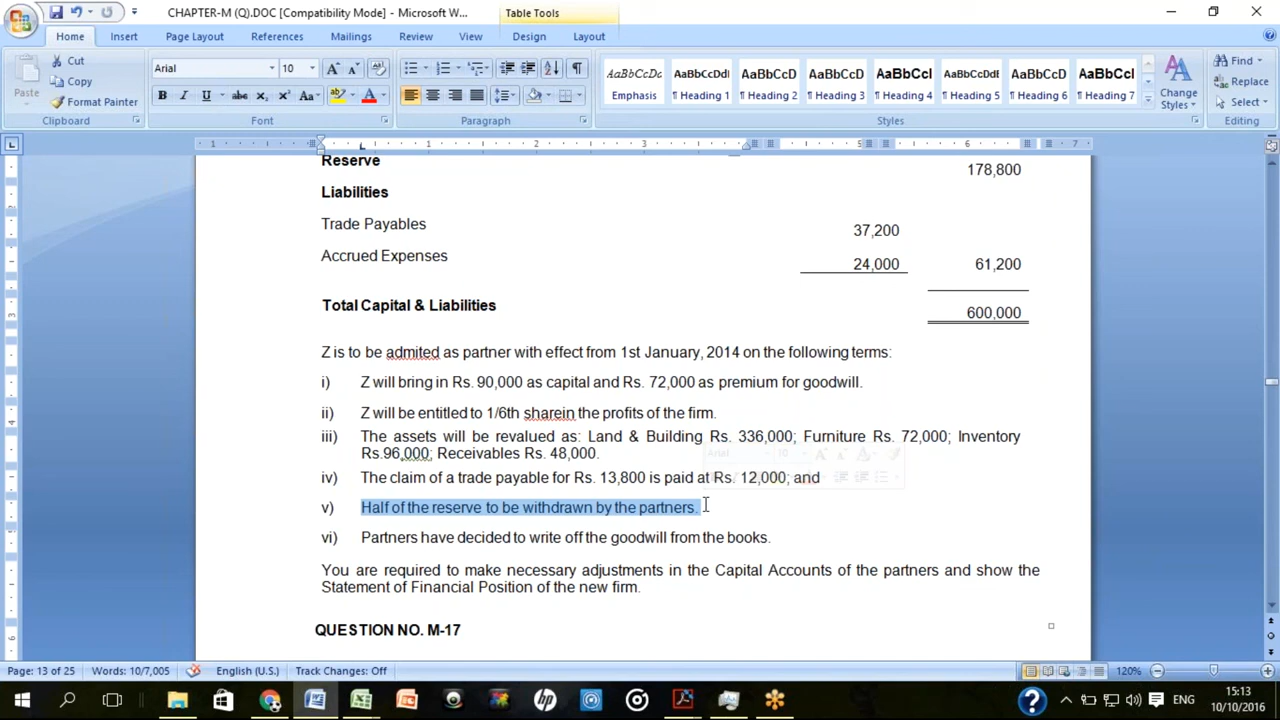 CHAPTER-M (Q).DOC [Compatibility Mode] - Microsoft W...
Table Tools
Home Insert Page Layout References Mailings Review View Design Layout
Cut
Copy
Format Painter
Paste
Clipboard
Arial 10
Font
Paragraph
AaBbCcDc AaBbCcDdI AaBbCcD AaBbCcD AaBbCcI AaBbCcDdE AaBbCcD AaBbCcI
Emphasis ¶ Heading 1 ¶ Heading 2 ¶ Heading 3 ¶ Heading 4 ¶ Heading 5 ¶ Heading 6 ¶ Heading 7
Change Styles
Styles
Find
Replace
Select
Editing
Reserve 178,800
Liabilities
Trade Payables 37,200
Accrued Expenses 24,000 61,200
Total Capital & Liabilities 600,000
Z is to be admited as partner with effect from 1st January, 2014 on the following terms:
i) Z will bring in Rs. 90,000 as capital and Rs. 72,000 as premium for goodwill.
ii) Z will be entitled to 1/6th sharein the profits of the firm.
iii) The assets will be revalued as: Land & Building Rs. 336,000; Furniture Rs. 72,000; Inventory
Rs.96,000; Receivables Rs. 48,000.
iv) The claim of a trade payable for Rs. 13,800 is paid at Rs. 12,000; and
v) Half of the reserve to be withdrawn by the partners.
vi) Partners have decided to write off the goodwill from the books.
You are required to make necessary adjustments in the Capital Accounts of the partners and show the
Statement of Financial Position of the new firm.
QUESTION NO. M-17
Page: 13 of 25 Words: 10/7,005 English (U.S.) Track Changes: Off 120%
ENG
15:13
10/10/2016